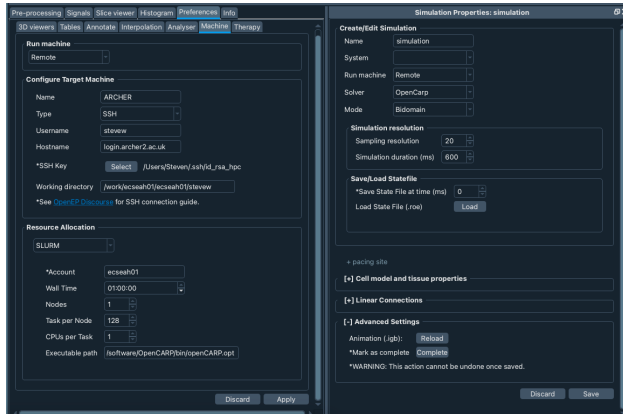 Pre-processing Signals Slice viewer Histogram Preferences Info
3D viewers Tables Annotate Interpolation Analyser Machine Therapy
Run machine
Remote
Configure Target Machine
Name ARCHER
Type SSH
Username stevew
Hostname login.archer2.ac.uk
*SSH Key Select /Users/Steven/.ssh/id_rsa_hpc
Working directory /work/ecseah01/ecseah01/stevew
*See OpenEP Discourse for SSH connection guide.
Resource Allocation
SLURM
*Account ecseah01
Wall Time 01:00:00
Nodes 1
Task per Node 128
CPUs per Task 1
Executable path /software/OpenCARP/bin/openCARP.opt
Discard Apply
Simulation Properties: simulation
Create/Edit Simulation
Name simulation
System
Run machine Remote
Solver OpenCarp
Mode Bidomain
Simulation resolution
Sampling resolution 20
Simulation duration (ms) 600
Save/Load Statefile
*Save State File at time (ms) 0
Load State File (.roe) Load
+ pacing site
[+] Cell model and tissue properties
[+] Linear Connections
[-] Advanced Settings
Animation (.igb): Reload
*Mark as complete Complete
*WARNING: This action cannot be undone once saved.
Discard Save